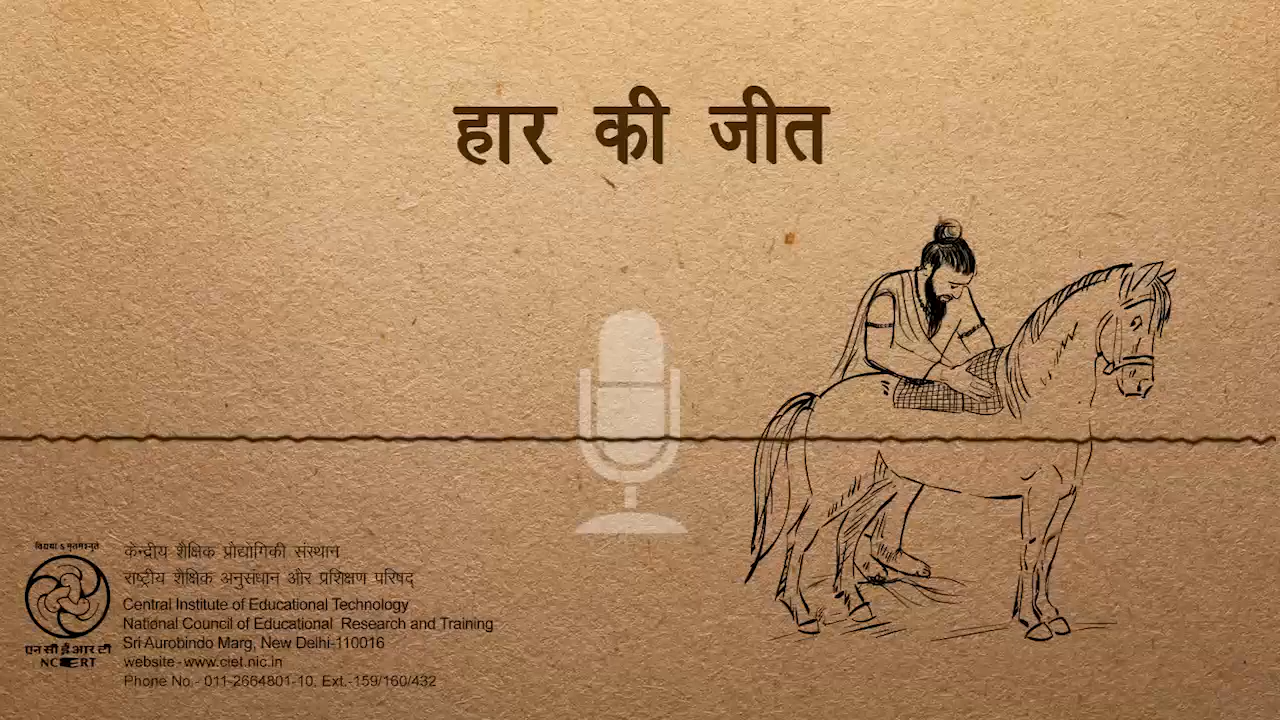 हार की जीत
विद्यया ऽ मृतमश्नुते
एन सी ई आर टी
NCERT
केन्द्रीय शैक्षिक प्रौद्योगिकी संस्थान
राष्ट्रीय शैक्षिक अनुसंधान और प्रशिक्षण परिषद्
Central Institute of Educational Technology
National Council of Educational Research and Training
Sri Aurobindo Marg, New Delhi-110016
website - www.ciet.nic.in
Phone No.- 011-2664801-10, Ext.-159/160/432